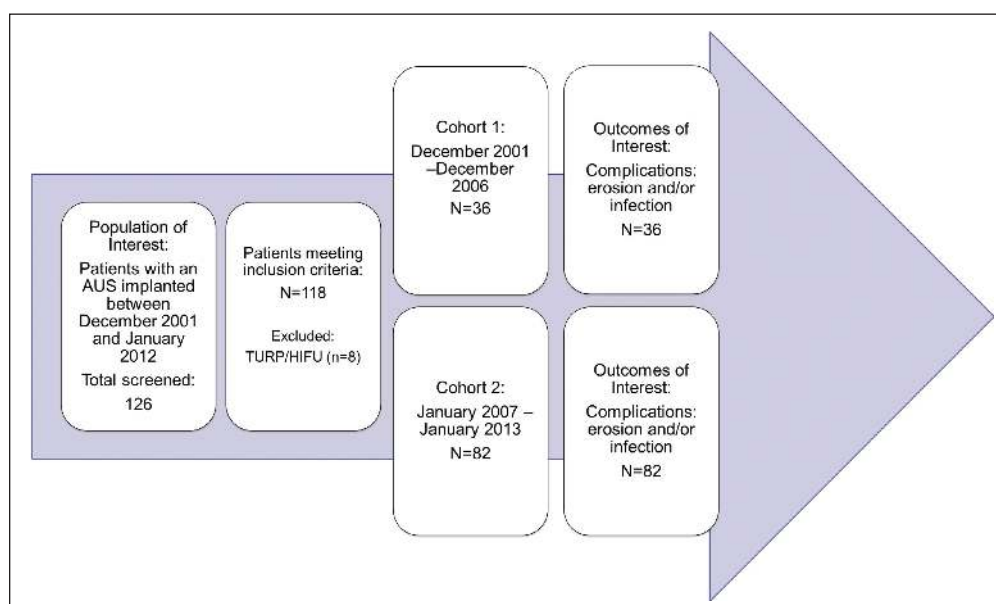 Population of
Interest:
Patients with an
AUS implanted
between
December 2001
and January
2012
Total screened:
126
Patients meeting
inclusion criteria:
N=118
Excluded:
TURP/HIFU (n=8)
Cohort 1:
December 2001
–December
2006
N=36
Outcomes of
Interest:
Complications:
erosion and/or
infection
N=36
Cohort 2:
January 2007 –
January 2013
N=82
Outcomes of
Interest:
Complications:
erosion and/or
infection
N=82